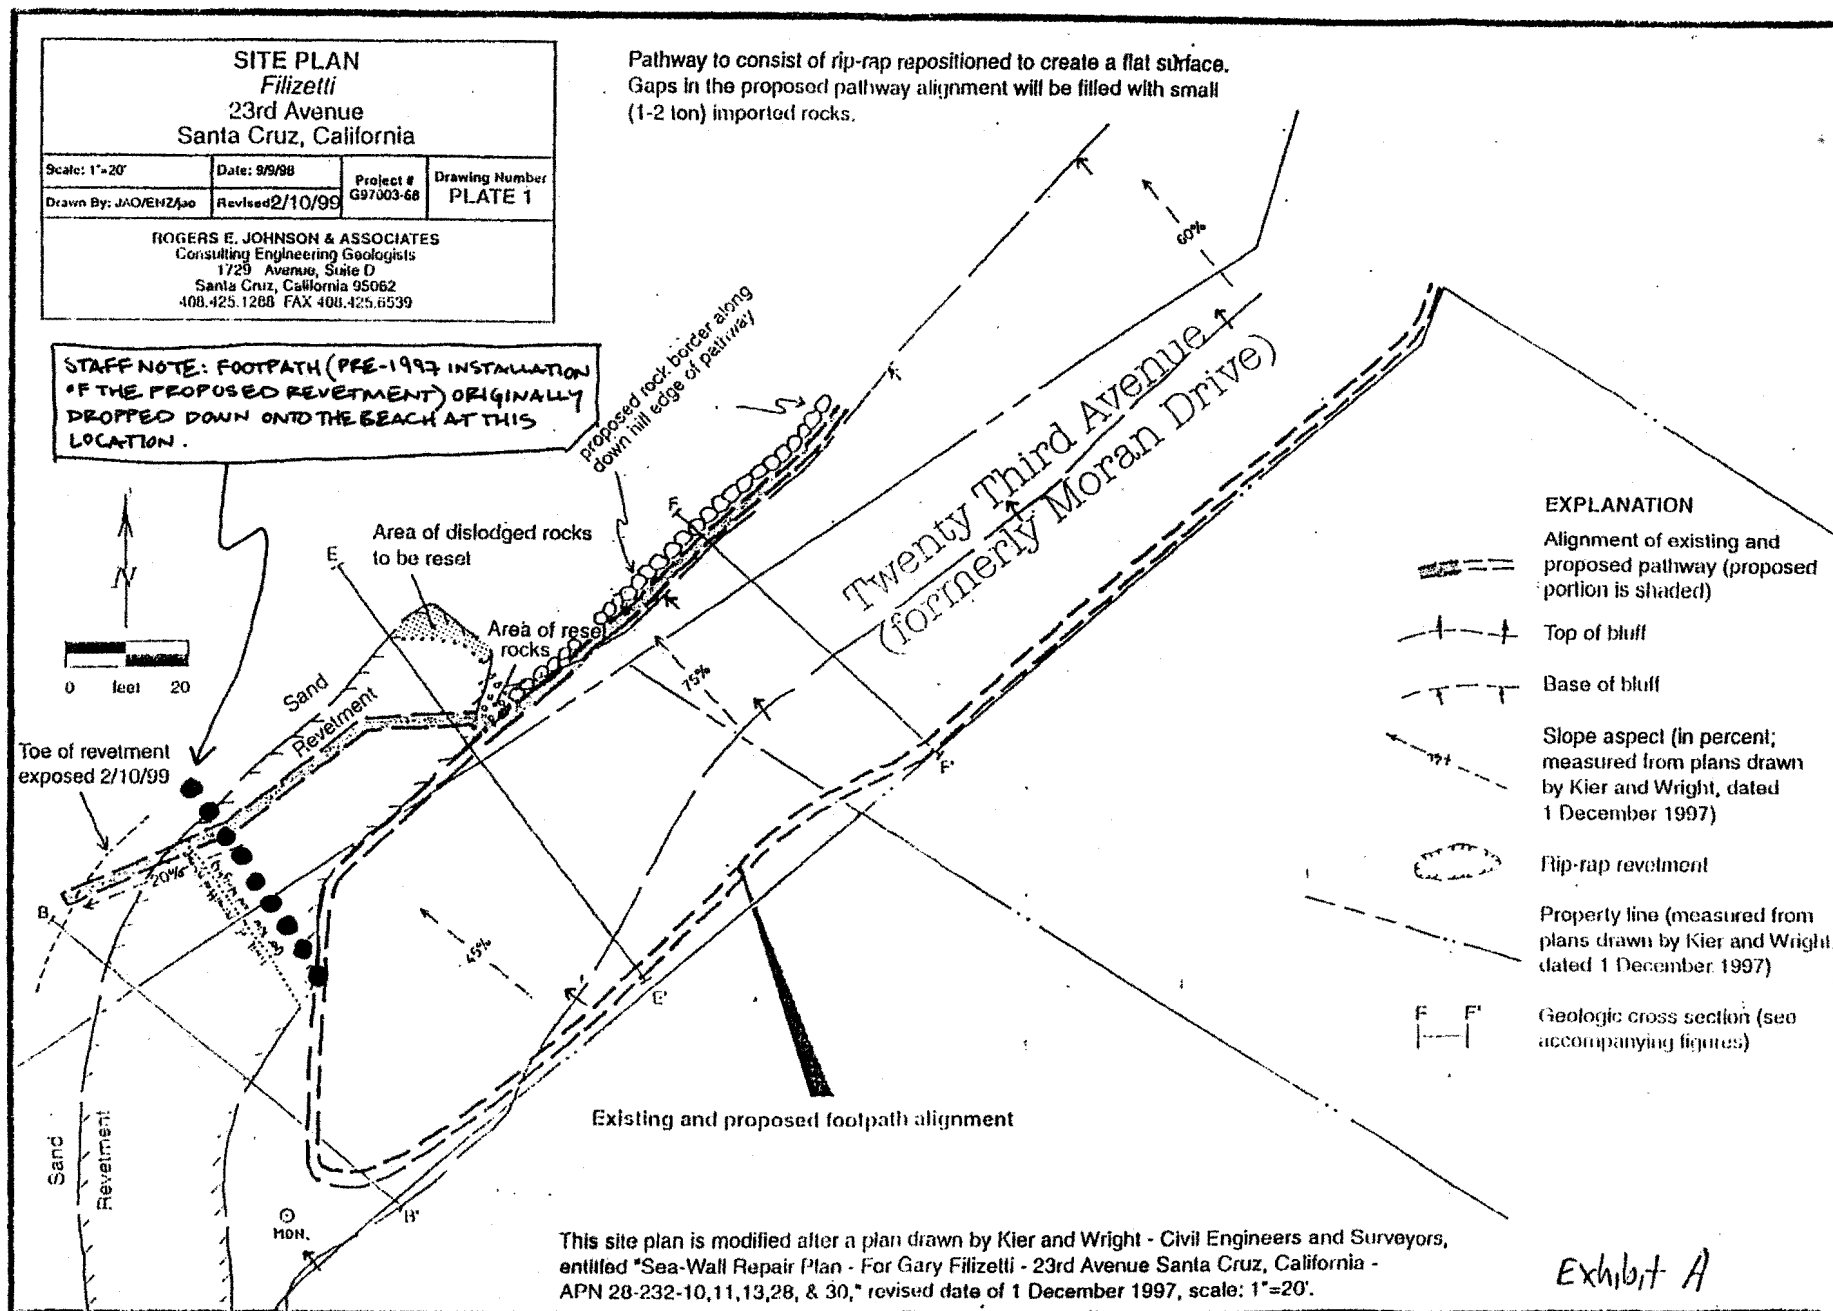 SITE PLAN
Filizetti
23rd Avenue
Santa Cruz, California
Scale: 1"=20'
Date: 9/9/98
Project #
G97003-68
Drawing Number
PLATE 1
Drawn By: JAO/EHZ/jao
Revised 2/10/99
ROGERS E. JOHNSON & ASSOCIATES
Consulting Engineering Geologists
1729 Avenue, Suite D
Santa Cruz, California 95062
408.425.1288 FAX 408.425.6539
Pathway to consist of rip-rap repositioned to create a flat surface.
Gaps in the proposed pathway alignment will be filled with small
(1-2 ton) imported rocks.
STAFF NOTE: FOOTPATH (PRE-1997 INSTALLATION
OF THE PROPOSED REVETMENT) ORIGINALLY
DROPPED DOWN ONTO THE BEACH AT THIS
LOCATION.
proposed rock border along
down hill edge of pathway
60%
Twenty Third Avenue
(formerly Moran Drive)
N
0 feet 20
Area of dislodged rocks
to be reset
Area of reset
rocks
E
F
75%
Sand
Revetment
Toe of revetment
exposed 2/10/99
20%
B
45%
E'
F'
Sand
Revetment
B'
MON.
Existing and proposed footpath alignment
EXPLANATION
Alignment of existing and
proposed pathway (proposed
portion is shaded)
Top of bluff
Base of bluff
Slope aspect (in percent;
measured from plans drawn
by Kier and Wright, dated
1 December 1997)
Rip-rap revetment
Property line (measured from
plans drawn by Kier and Wright
dated 1 December 1997)
F F'
Geologic cross section (see
accompanying figures)
This site plan is modified after a plan drawn by Kier and Wright - Civil Engineers and Surveyors,
entitled "Sea-Wall Repair Plan - For Gary Filizetti - 23rd Avenue Santa Cruz, California -
APN 28-232-10,11,13,28, & 30," revised date of 1 December 1997, scale: 1"=20'.
Exhibit A